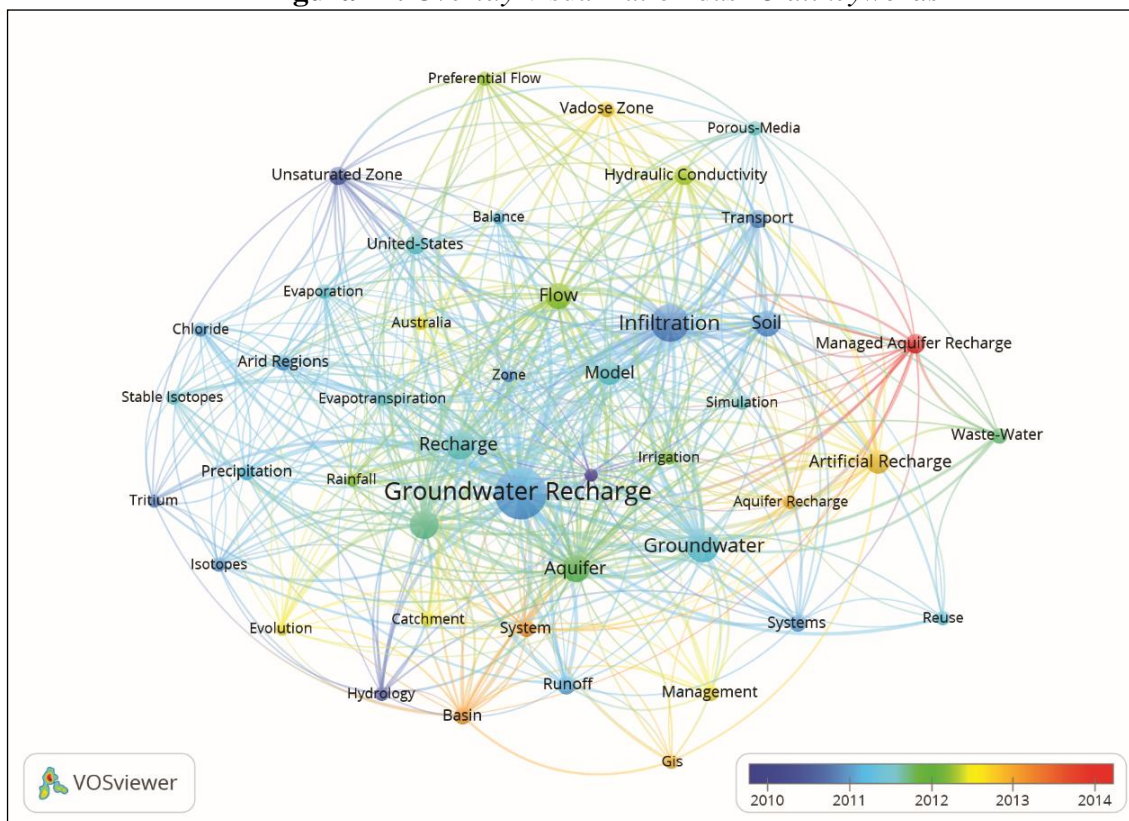 Preferential Flow
Vadose Zone
Porous-Media
Unsaturated Zone
Hydraulic Conductivity
Balance
Transport
United-States
Evaporation
Flow
Chloride
Australia
Infiltration
Soil
Managed Aquifer Recharge
Arid Regions
Zone
Model
Stable Isotopes
Evapotranspiration
Simulation
Recharge
Waste-Water
Precipitation
Rainfall
Irrigation
Artificial Recharge
Tritium
Groundwater Recharge
Aquifer Recharge
Groundwater
Isotopes
Aquifer
Evolution
Catchment
System
Systems
Reuse
Hydrology
Runoff
Management
Basin
Gis
VOSviewer
2010 2011 2012 2013 2014